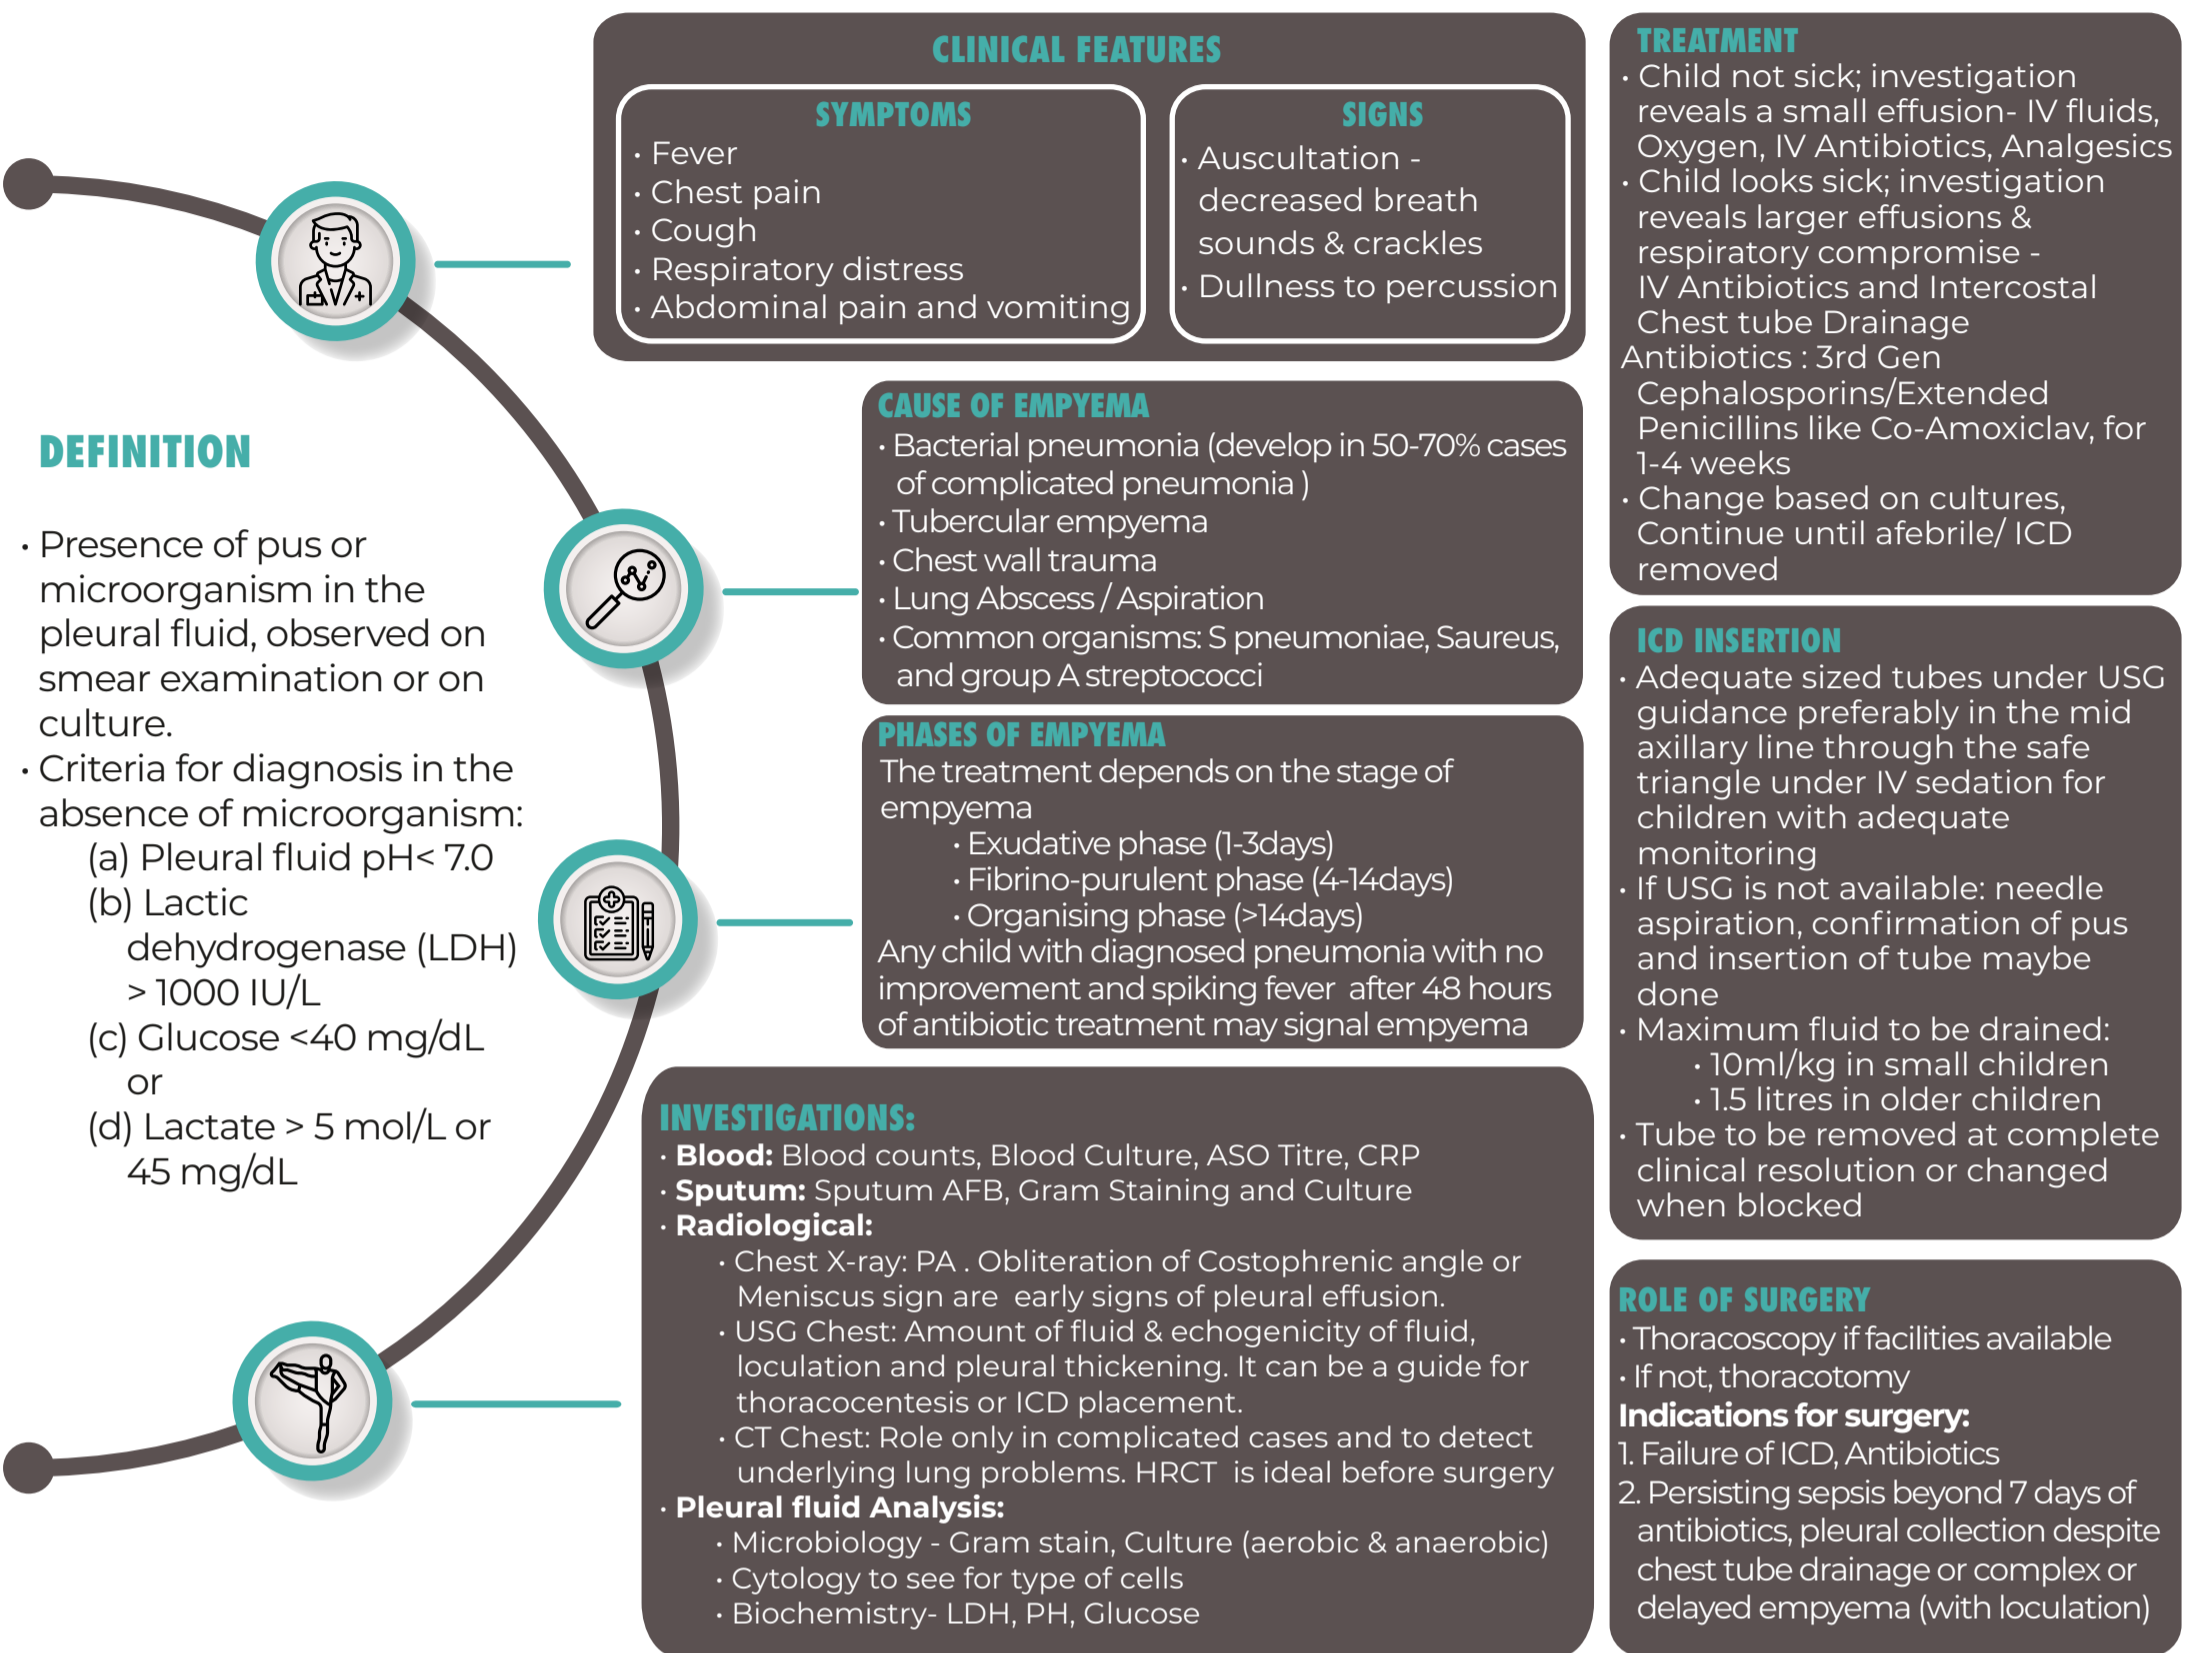 DEFINITION
• Presence of pus or
microorganism in the
pleural fluid, observed on
smear examination or on
culture.
• Criteria for diagnosis in the
absence of microorganism:
(a) Pleural fluid pH< 7.0
(b) Lactic
dehydrogenase (LDH)
> 1000 IU/L
(c) Glucose <40 mg/dL
or
(d) Lactate > 5 mol/L or
45 mg/dL
CLINICAL FEATURES
SYMPTOMS
• Fever
• Chest pain
• Cough
• Respiratory distress
• Abdominal pain and vomiting
SIGNS
• Auscultation -
decreased breath
sounds & crackles
• Dullness to percussion
CAUSE OF EMPYEMA
• Bacterial pneumonia (develop in 50-70% cases
of complicated pneumonia )
• Tubercular empyema
• Chest wall trauma
• Lung Abscess / Aspiration
• Common organisms: S pneumoniae, Saureus,
and group A streptococci
PHASES OF EMPYEMA
The treatment depends on the stage of
empyema
• Exudative phase (1-3days)
• Fibrino-purulent phase (4-14days)
• Organising phase (>14days)
Any child with diagnosed pneumonia with no
improvement and spiking fever after 48 hours
of antibiotic treatment may signal empyema
INVESTIGATIONS:
• Blood: Blood counts, Blood Culture, ASO Titre, CRP
• Sputum: Sputum AFB, Gram Staining and Culture
• Radiological:
• Chest X-ray: PA . Obliteration of Costophrenic angle or
Meniscus sign are early signs of pleural effusion.
• USG Chest: Amount of fluid & echogenicity of fluid,
loculation and pleural thickening. It can be a guide for
thoracocentesis or ICD placement.
• CT Chest: Role only in complicated cases and to detect
underlying lung problems. HRCT is ideal before surgery
• Pleural fluid Analysis:
• Microbiology - Gram stain, Culture (aerobic & anaerobic)
• Cytology to see for type of cells
• Biochemistry- LDH, PH, Glucose
TREATMENT
• Child not sick; investigation
reveals a small effusion- IV fluids,
Oxygen, IV Antibiotics, Analgesics
• Child looks sick; investigation
reveals larger effusions &
respiratory compromise -
IV Antibiotics and Intercostal
Chest tube Drainage
Antibiotics : 3rd Gen
Cephalosporins/Extended
Penicillins like Co-Amoxiclav, for
1-4 weeks
• Change based on cultures,
Continue until afebrile/ ICD
removed
ICD INSERTION
• Adequate sized tubes under USG
guidance preferably in the mid
axillary line through the safe
triangle under IV sedation for
children with adequate
monitoring
• If USG is not available: needle
aspiration, confirmation of pus
and insertion of tube maybe
done
• Maximum fluid to be drained:
• 10ml/kg in small children
• 1.5 litres in older children
• Tube to be removed at complete
clinical resolution or changed
when blocked
ROLE OF SURGERY
• Thoracoscopy if facilities available
• If not, thoracotomy
Indications for surgery:
1. Failure of ICD, Antibiotics
2. Persisting sepsis beyond 7 days of
antibiotics, pleural collection despite
chest tube drainage or complex or
delayed empyema (with loculation)